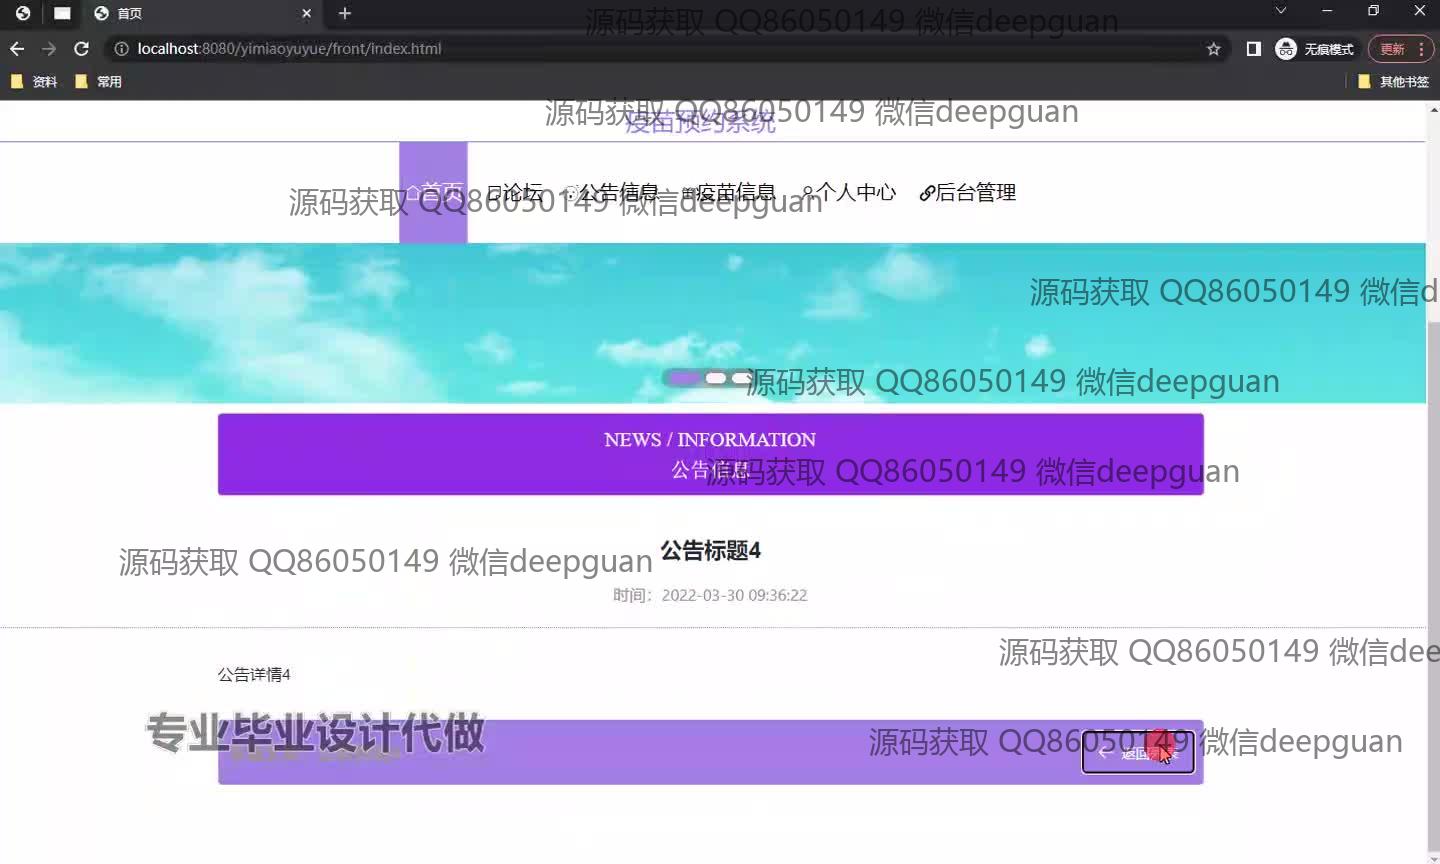 首页
源码获取 QQ86050149 微信deepguan
localhost:8080/yimiaoyuyue/front/index.html
无痕模式
更新
资料
常用
其他书签
源码获取 QQ86050149 微信deepguan
疫苗预约系统
首页
论坛
公告信息
疫苗信息
个人中心
后台管理
源码获取 QQ86050149 微信deepguan
源码获取 QQ86050149 微信d
源码获取 QQ86050149 微信deepguan
NEWS / INFORMATION
公告信息
源码获取 QQ86050149 微信deepguan
公告标题4
源码获取 QQ86050149 微信deepguan
时间：2022-03-30 09:36:22
源码获取 QQ86050149 微信dee
公告详情4
专业毕业设计代做
源码获取 QQ86050149 微信deepguan
返回